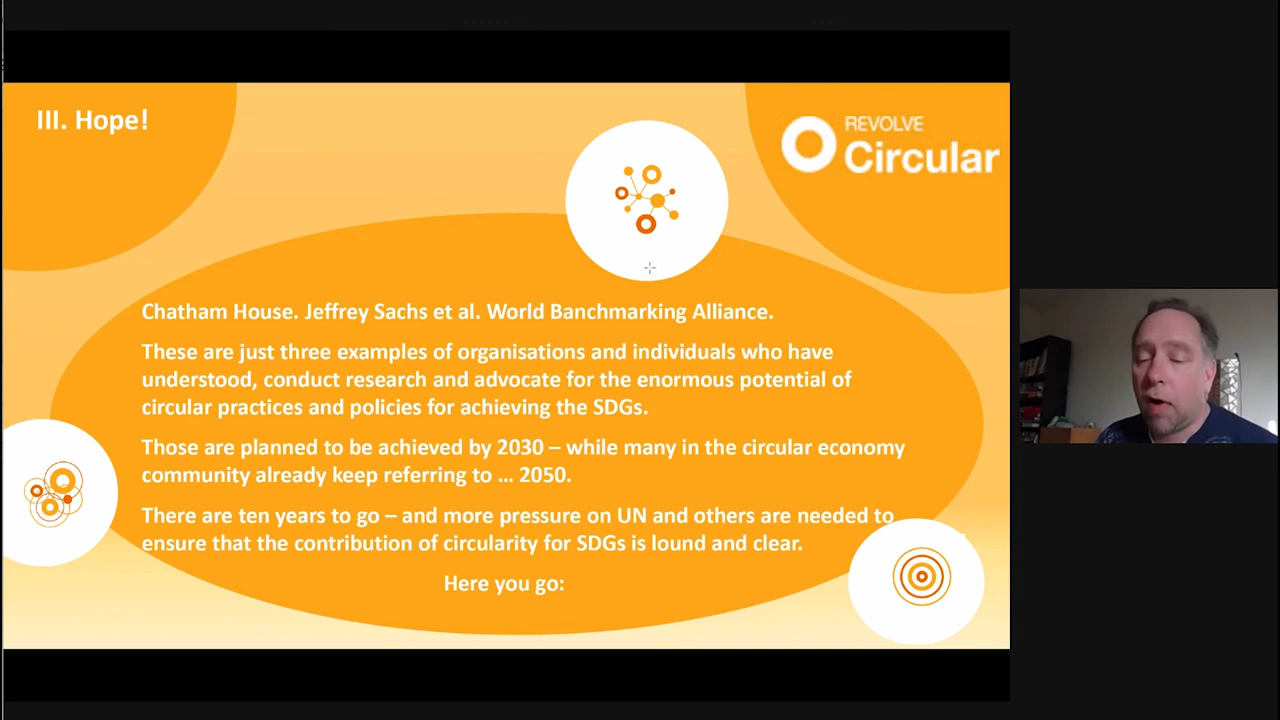 III. Hope!
REVOLVE
Circular
Chatham House. Jeffrey Sachs et al. World Banchmarking Alliance.
These are just three examples of organisations and individuals who have
understood, conduct research and advocate for the enormous potential of
circular practices and policies for achieving the SDGs.
Those are planned to be achieved by 2030 – while many in the circular economy
community already keep referring to ... 2050.
There are ten years to go – and more pressure on UN and others are needed to
ensure that the contribution of circularity for SDGs is lound and clear.
Here you go: